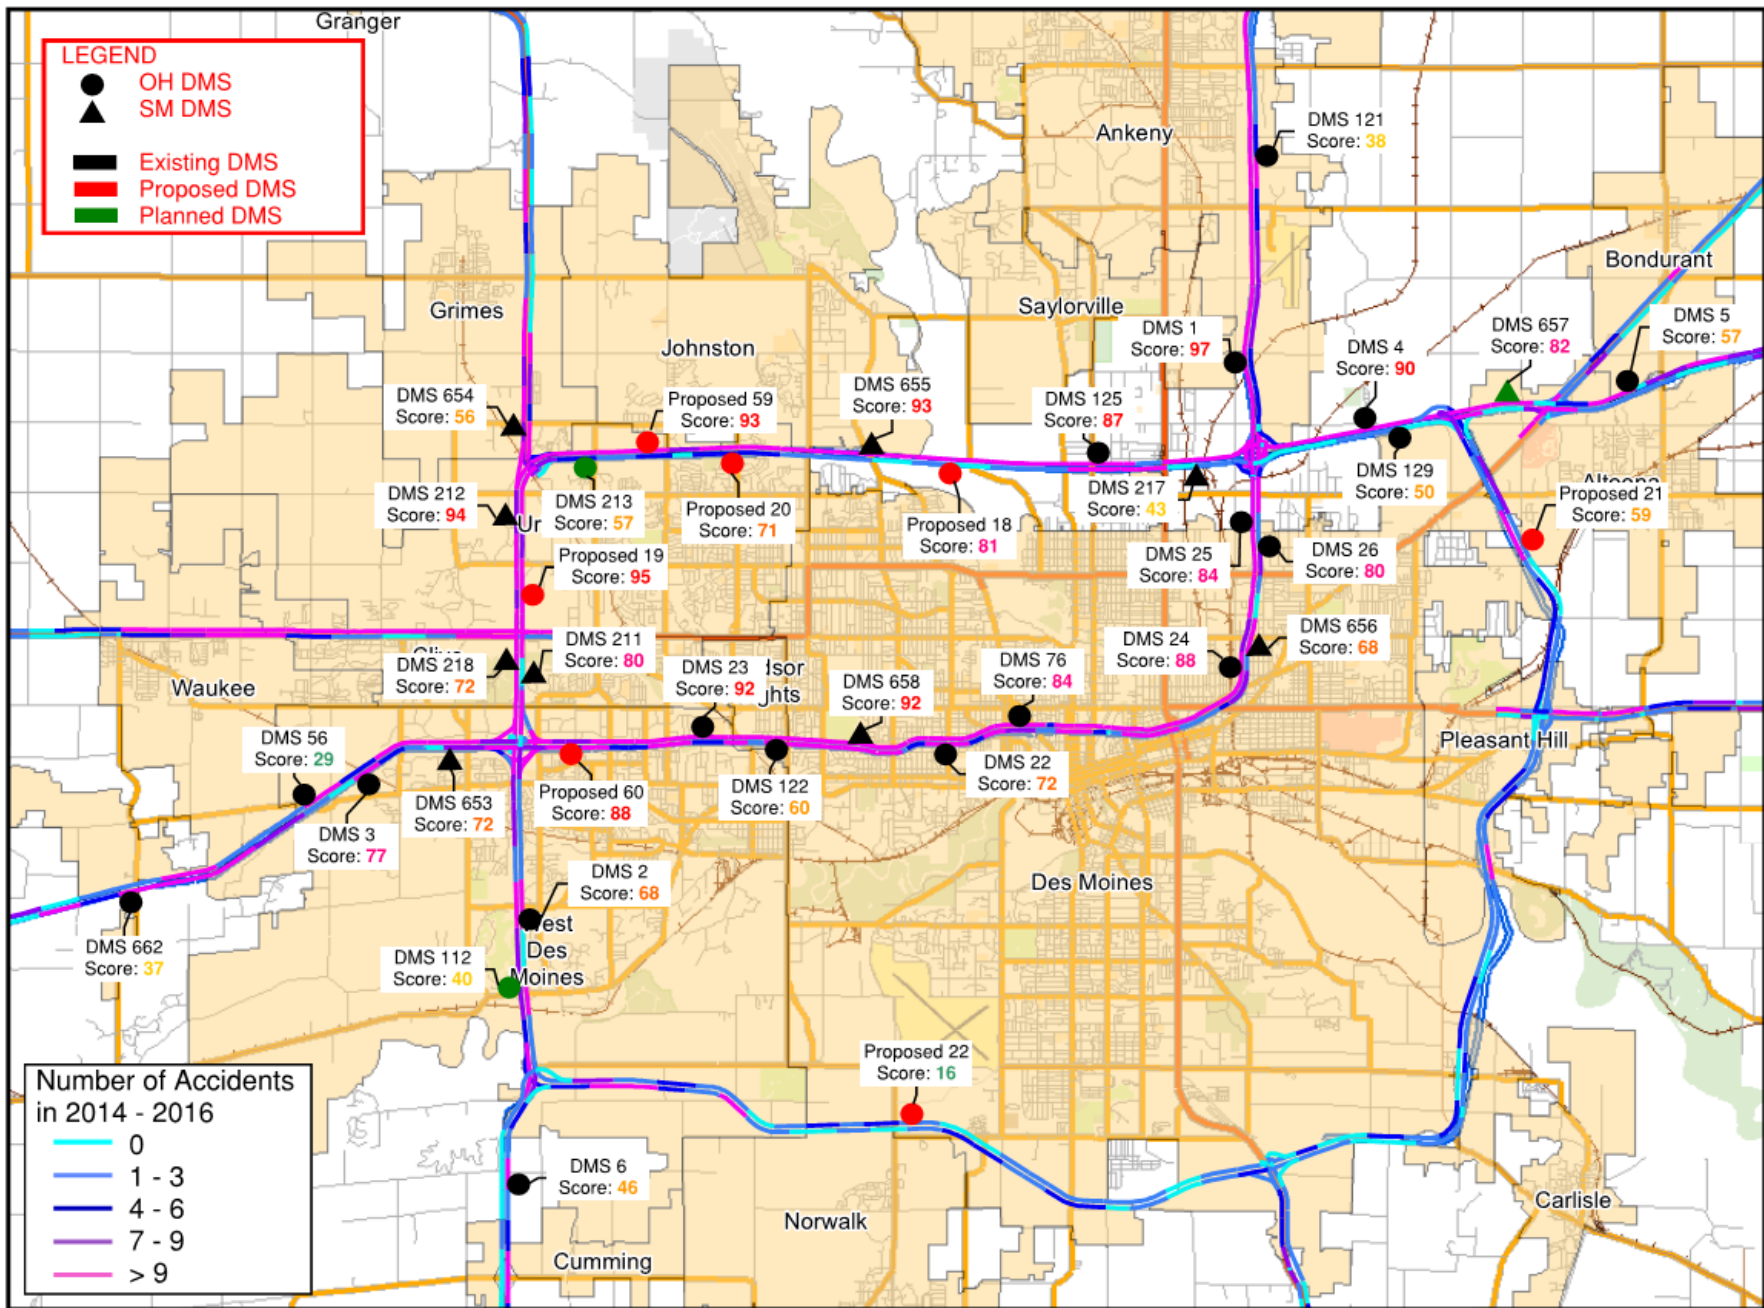 Granger
LEGEND
OH DMS
SM DMS
Existing DMS
Proposed DMS
Planned DMS
Ankeny
DMS 121
Score: 38
Bondurant
Grimes
Saylorville
Johnston
DMS 1
Score: 97
DMS 4
Score: 90
DMS 657
Score: 82
DMS 5
Score: 57
DMS 654
Score: 56
Proposed 59
Score: 93
DMS 655
Score: 93
DMS 125
Score: 87
DMS 129
Score: 50
Altoona
Proposed 21
Score: 59
DMS 212
Score: 94
Ur
DMS 213
Score: 57
Proposed 20
Score: 71
Proposed 18
Score: 81
DMS 217
Score: 43
Proposed 19
Score: 95
DMS 25
Score: 84
DMS 26
Score: 80
DMS 211
Score: 80
DMS 218
Score: 72
Clive
Waukee
DMS 23
Score: 92
dsor
ghts
DMS 658
Score: 92
DMS 76
Score: 84
DMS 24
Score: 88
DMS 656
Score: 68
Pleasant Hill
DMS 56
Score: 29
DMS 3
Score: 77
DMS 653
Score: 72
Proposed 60
Score: 88
DMS 122
Score: 60
DMS 22
Score: 72
DMS 2
Score: 68
Des Moines
West
Des
Moines
DMS 662
Score: 37
DMS 112
Score: 40
Proposed 22
Score: 16
Number of Accidents
in 2014 - 2016
0
1 - 3
4 - 6
7 - 9
> 9
DMS 6
Score: 46
Norwalk
Cumming
Carlisle